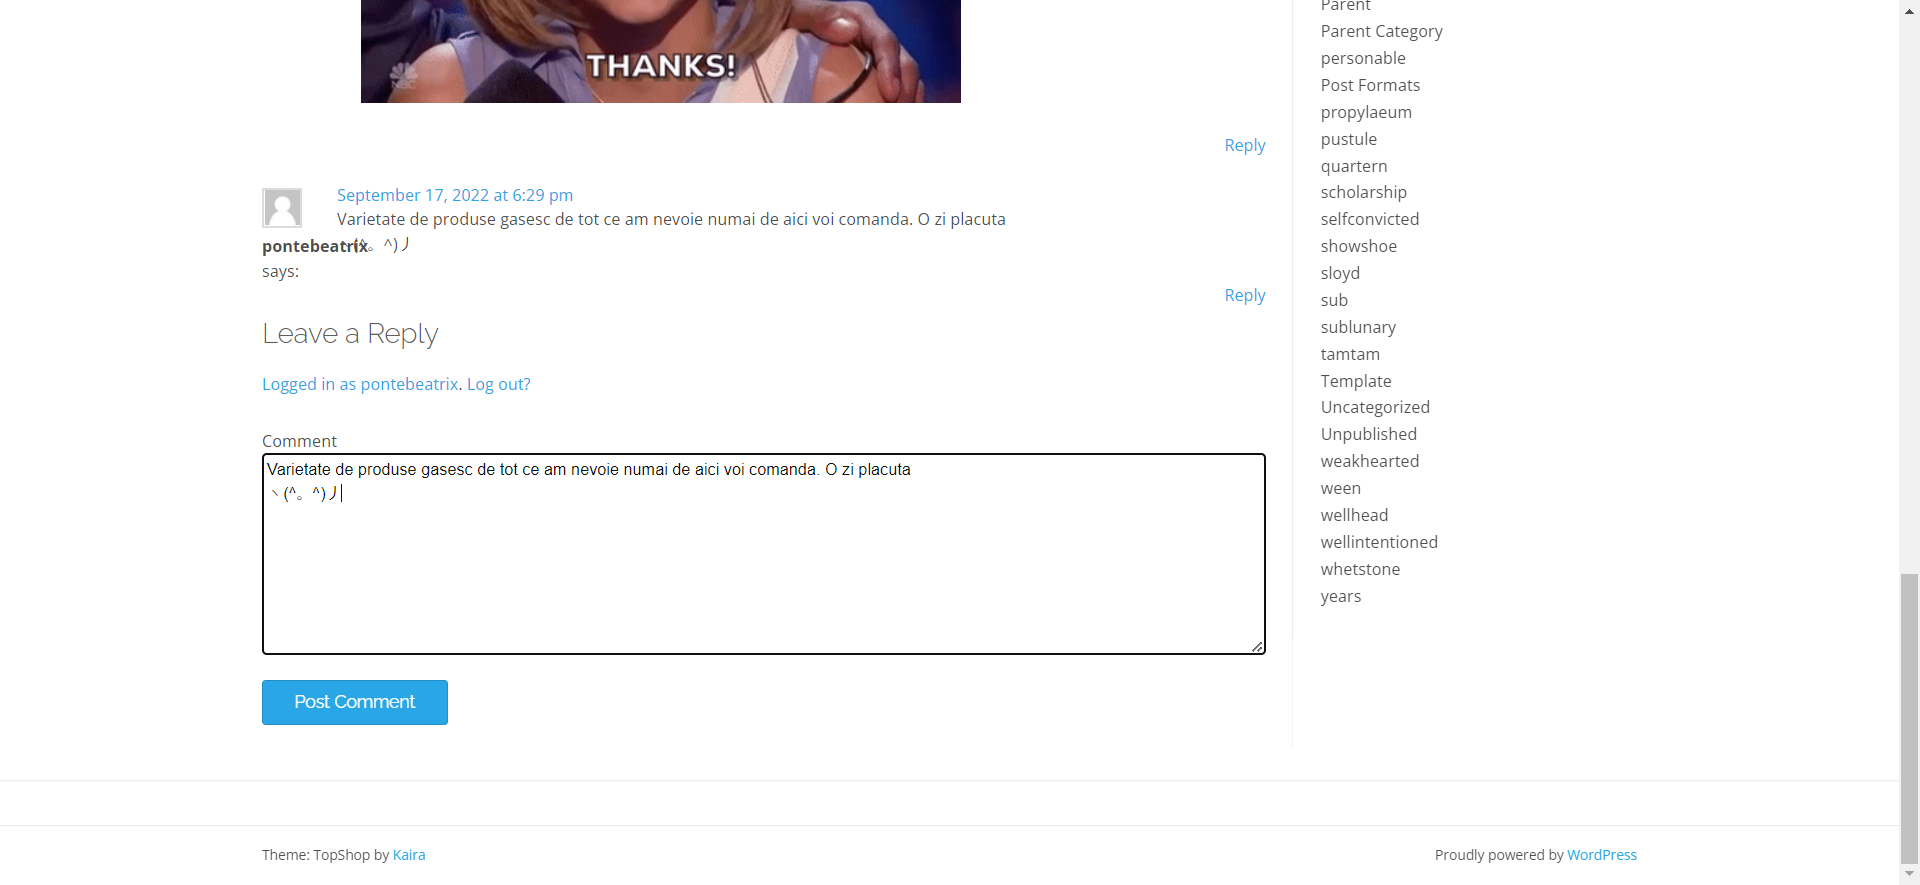 THANKS!
NBC
Reply
September 17, 2022 at 6:29 pm
Varietate de produse gasesc de tot ce am nevoie numai de aici voi comanda. O zi placuta
ヽ(^。^)丿
pontebeatrix
says:
Reply
Leave a Reply
Logged in as pontebeatrix. Log out?
Comment
Varietate de produse gasesc de tot ce am nevoie numai de aici voi comanda. O zi placuta
ヽ(^。^)丿
Post Comment
Parent
Parent Category
personable
Post Formats
propylaeum
pustule
quartern
scholarship
selfconvicted
showshoe
sloyd
sub
sublunary
tamtam
Template
Uncategorized
Unpublished
weakhearted
ween
wellhead
wellintentioned
whetstone
years
Theme: TopShop by Kaira
Proudly powered by WordPress